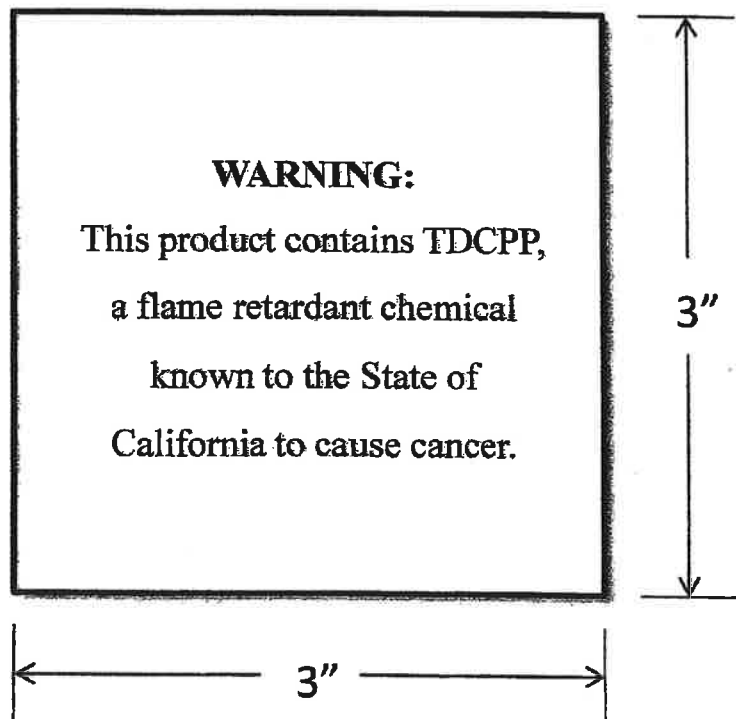 WARNING:
This product contains TDCPP,
a flame retardant chemical
known to the State of
California to cause cancer.
3"
3"